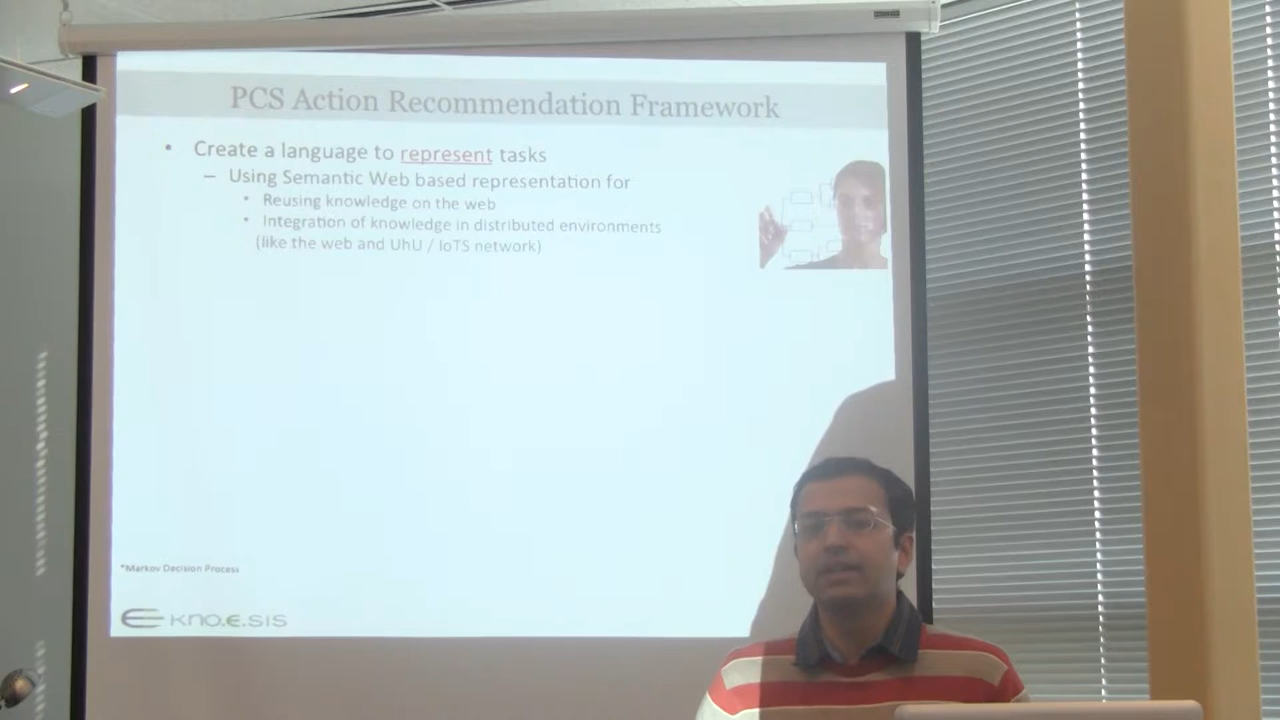 PCS Action Recommendation Framework
• Create a language to represent tasks
– Using Semantic Web based representation for
• Reusing knowledge on the web
• Integration of knowledge in distributed environments
(like the web and UhU / IoTS network)
*Markov Decision Process
kno.e.sis